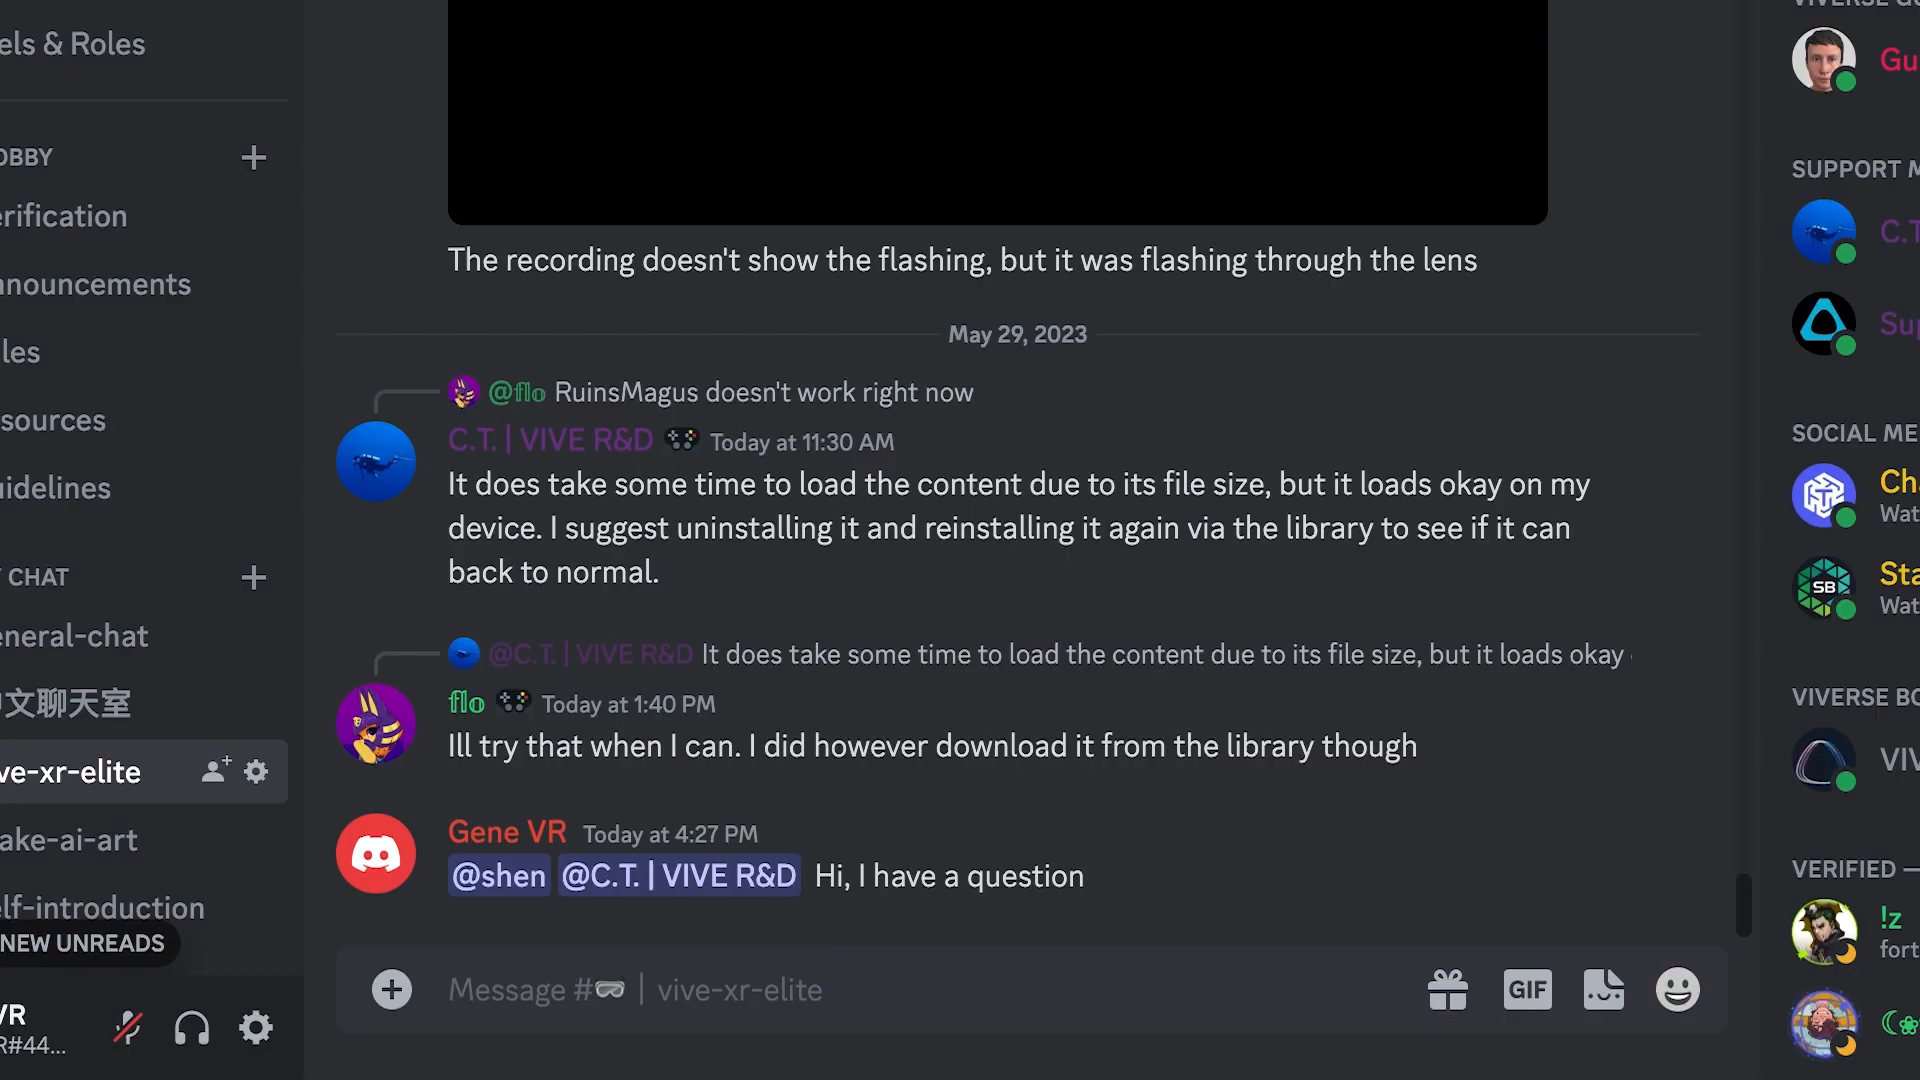 els & Roles
OBBY
erification
nnouncements
les
sources
uidelines
CHAT
eneral-chat
中文聊天室
ve-xr-elite
ake-ai-art
elf-introduction
NEW UNREADS
VR
R#44...
The recording doesn't show the flashing, but it was flashing through the lens
May 29, 2023
@flo RuinsMagus doesn't work right now
C.T. | VIVE R&D Today at 11:30 AM
It does take some time to load the content due to its file size, but it loads okay on my
device. I suggest uninstalling it and reinstalling it again via the library to see if it can
back to normal.
@C.T. | VIVE R&D It does take some time to load the content due to its file size, but it loads okay
flo Today at 1:40 PM
Ill try that when I can. I did however download it from the library though
Gene VR Today at 4:27 PM
@shen @C.T. | VIVE R&D Hi, I have a question
Message # | vive-xr-elite
GIF
Gu
SUPPORT M
C.T
Sup
SOCIAL ME
Cha
Wat
SB
Sta
Wat
VIVERSE BO
VIV
VERIFIED —
!z
fort